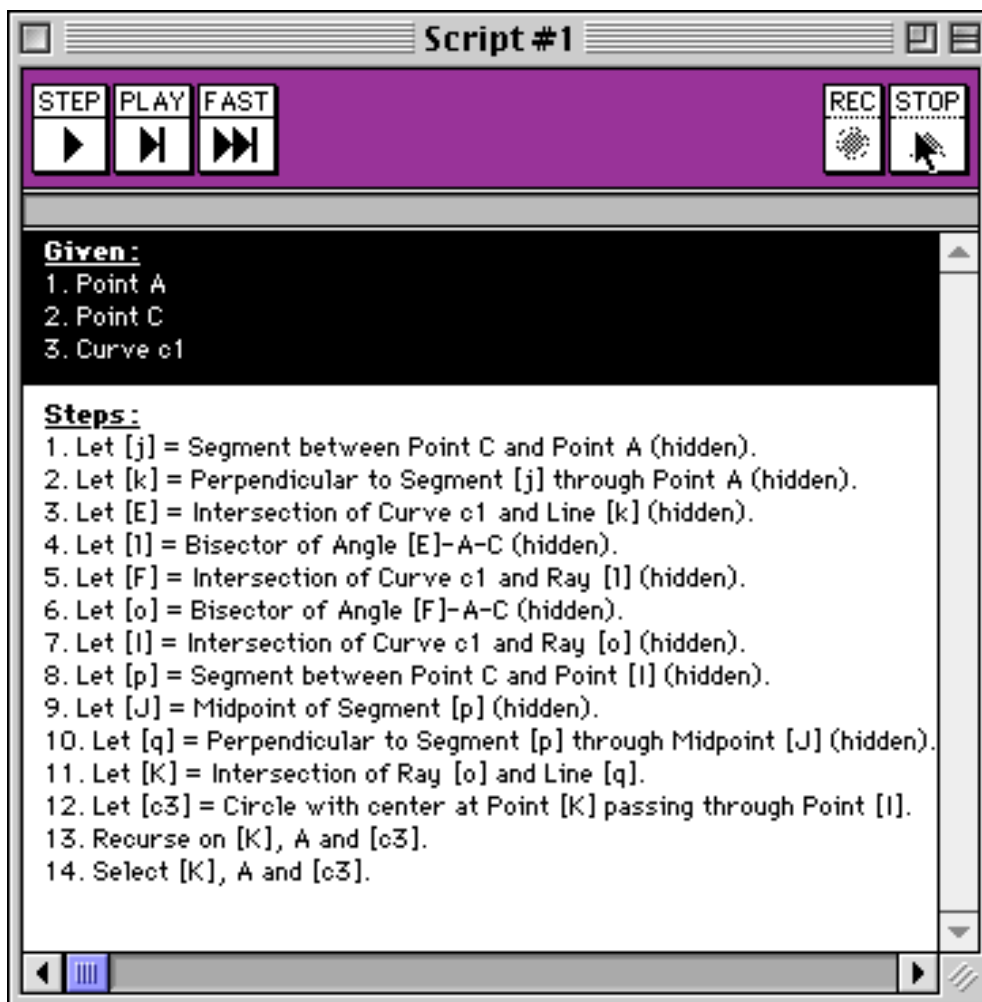 Script #1
STEP PLAY FAST REC STOP
Given:
1. Point A
2. Point C
3. Curve c1
Steps:
1. Let [j] = Segment between Point C and Point A (hidden).
2. Let [k] = Perpendicular to Segment [j] through Point A (hidden).
3. Let [E] = Intersection of Curve c1 and Line [k] (hidden).
4. Let [l] = Bisector of Angle [E]-A-C (hidden).
5. Let [F] = Intersection of Curve c1 and Ray [l] (hidden).
6. Let [o] = Bisector of Angle [F]-A-C (hidden).
7. Let [I] = Intersection of Curve c1 and Ray [o] (hidden).
8. Let [p] = Segment between Point C and Point [I] (hidden).
9. Let [J] = Midpoint of Segment [p] (hidden).
10. Let [q] = Perpendicular to Segment [p] through Midpoint [J] (hidden).
11. Let [K] = Intersection of Ray [o] and Line [q].
12. Let [c3] = Circle with center at Point [K] passing through Point [I].
13. Recurse on [K], A and [c3].
14. Select [K], A and [c3].